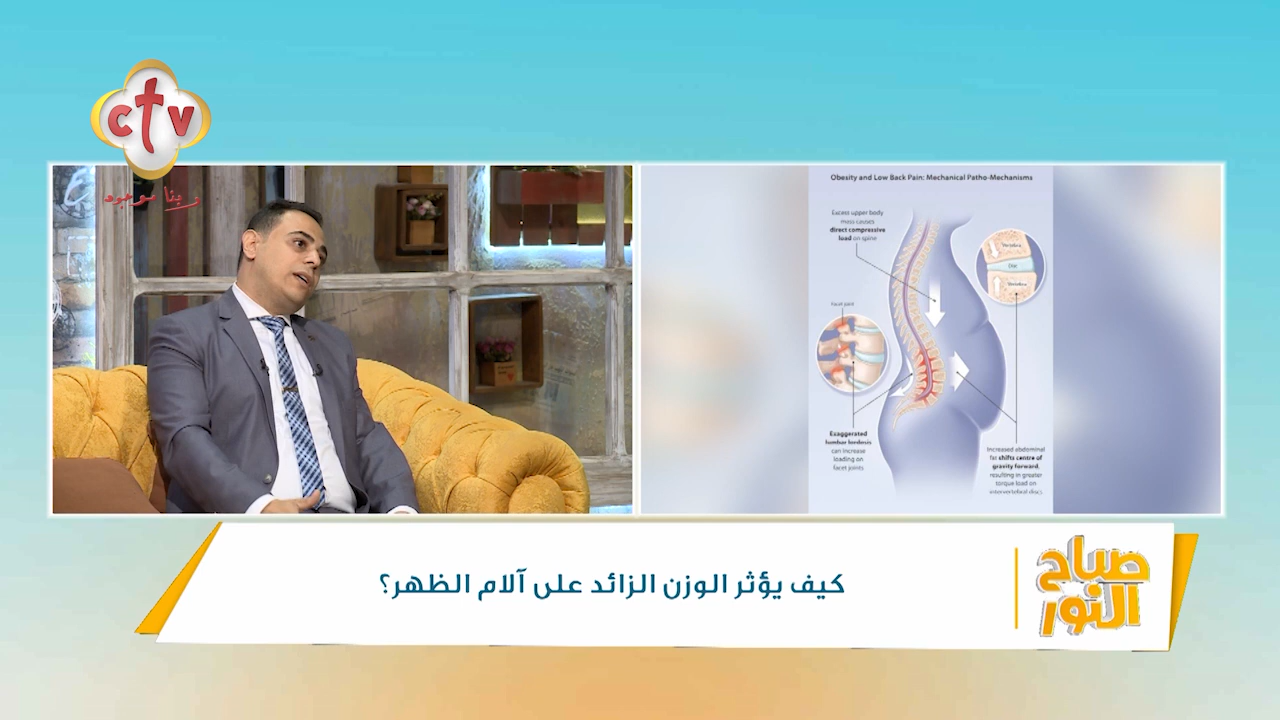 ctv
ربنا موجود
Obesity and Low Back Pain: Mechanical Patho-Mechanisms
Excess upper body
mass causes
direct compressive
load on spine
Vertebra
Disc
Vertebra
Facet pain
Exaggerated
lumbar lordosis
can increase
loading on
facet joints
Increased abdominal
fat shifts centre of
gravity forward,
resulting in greater
torque load on
intervertebral discs
كيف يؤثر الوزن الزائد على آلام الظهر؟
صباح
النور